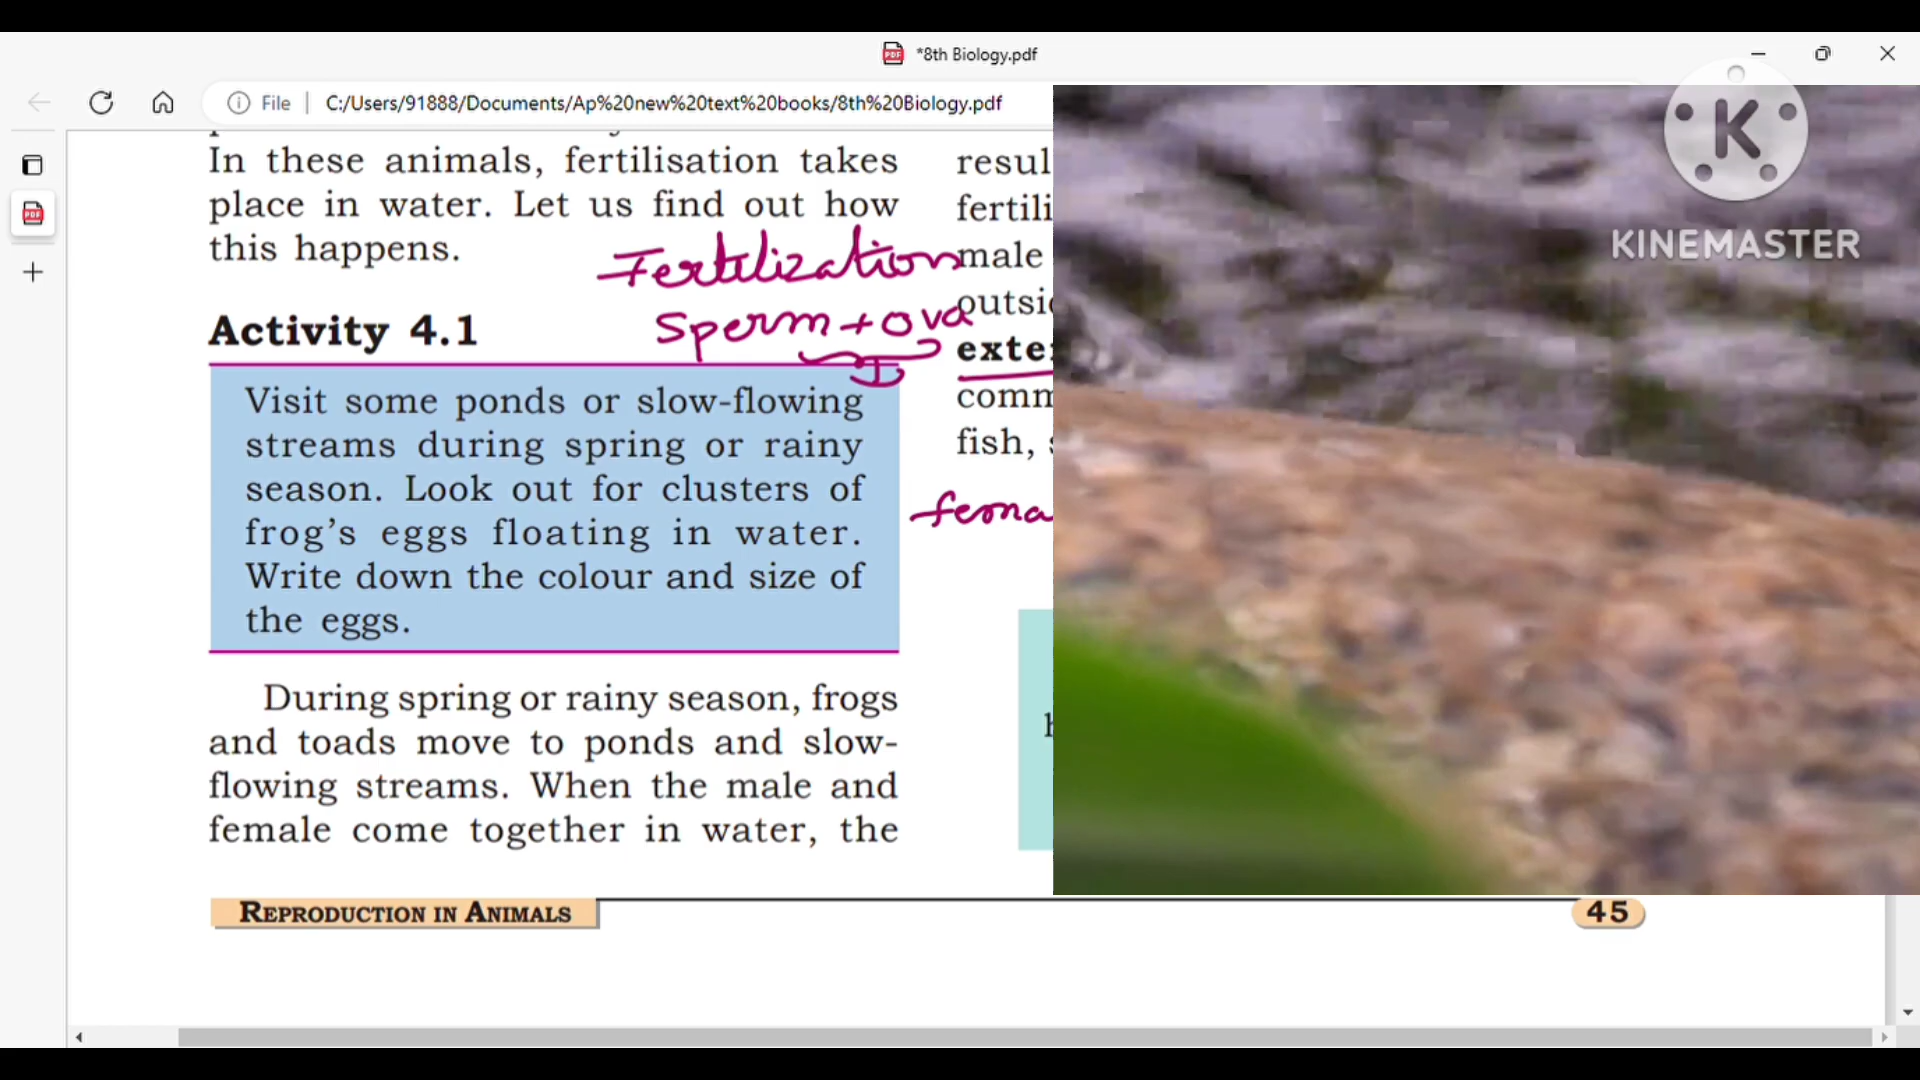 *8th Biology.pdf
File
C:/Users/91888/Documents/Ap%20new%20text%20books/8th%20Biology.pdf
In these animals, fertilisation takes
place in water. Let us find out how
this happens.
Fertilization
Sperm + Ova
Activity 4.1
Visit some ponds or slow-flowing
streams during spring or rainy
season. Look out for clusters of
frog's eggs floating in water.
Write down the colour and size of
the eggs.
During spring or rainy season, frogs
and toads move to ponds and slow-
flowing streams. When the male and
female come together in water, the
resul
fertili
male
outsi
exte
comm
fish,
fema
K
KINEMASTER
REPRODUCTION IN ANIMALS
45